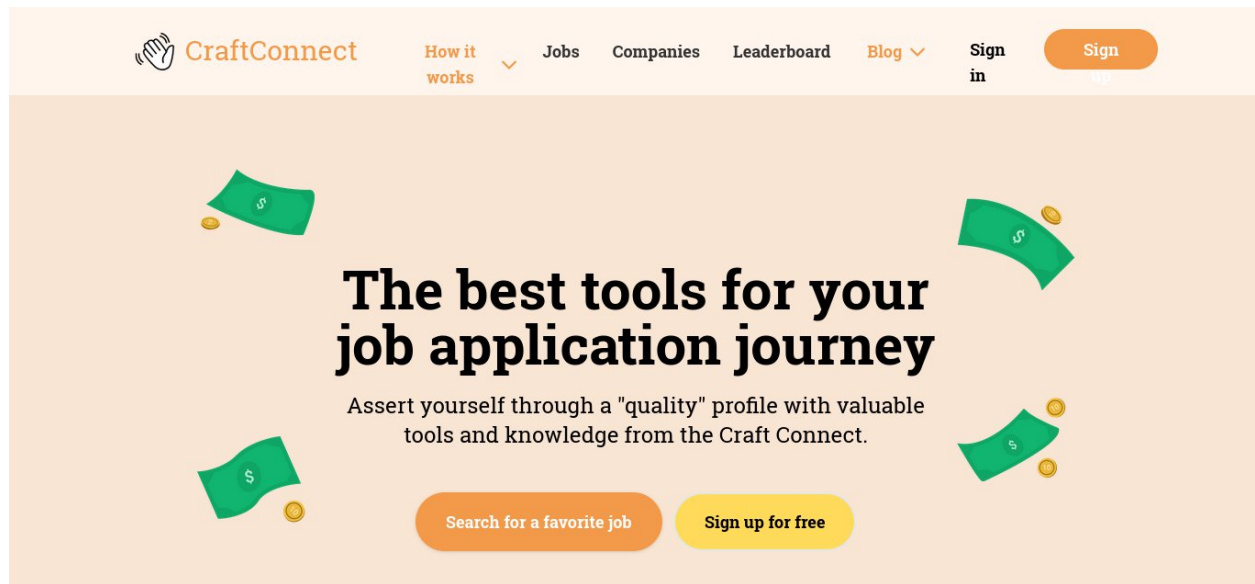 CraftConnect
How it
works
Jobs
Companies
Leaderboard
Blog
Sign
in
Sign
up
The best tools for your
job application journey
Assert yourself through a "quality" profile with valuable
tools and knowledge from the Craft Connect.
Search for a favorite job
Sign up for free
$
$
$
$
10